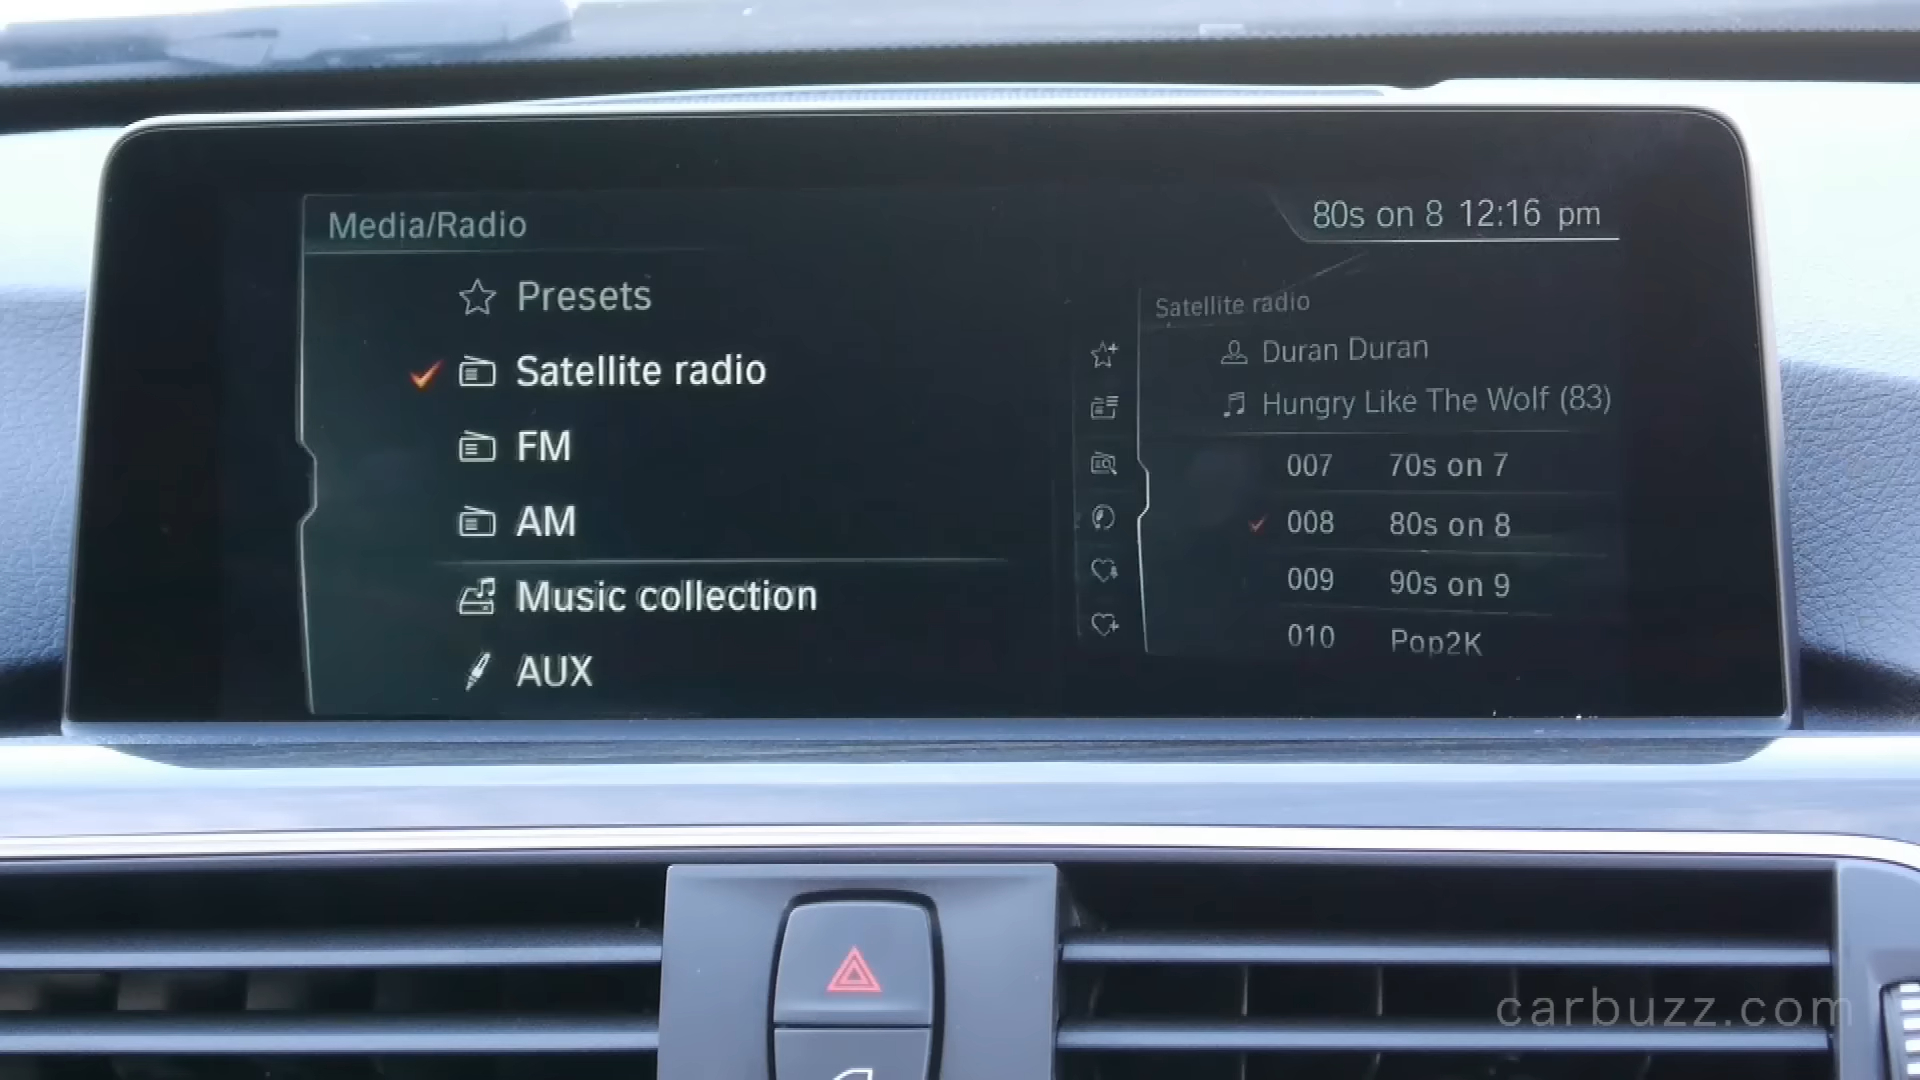 Media/Radio
80s on 8 12:16 pm
Presets
Satellite radio
FM
AM
Music collection
AUX
Satellite radio
Duran Duran
Hungry Like The Wolf (83)
007 70s on 7
008 80s on 8
009 90s on 9
010 Pop2K
carbuzz.com